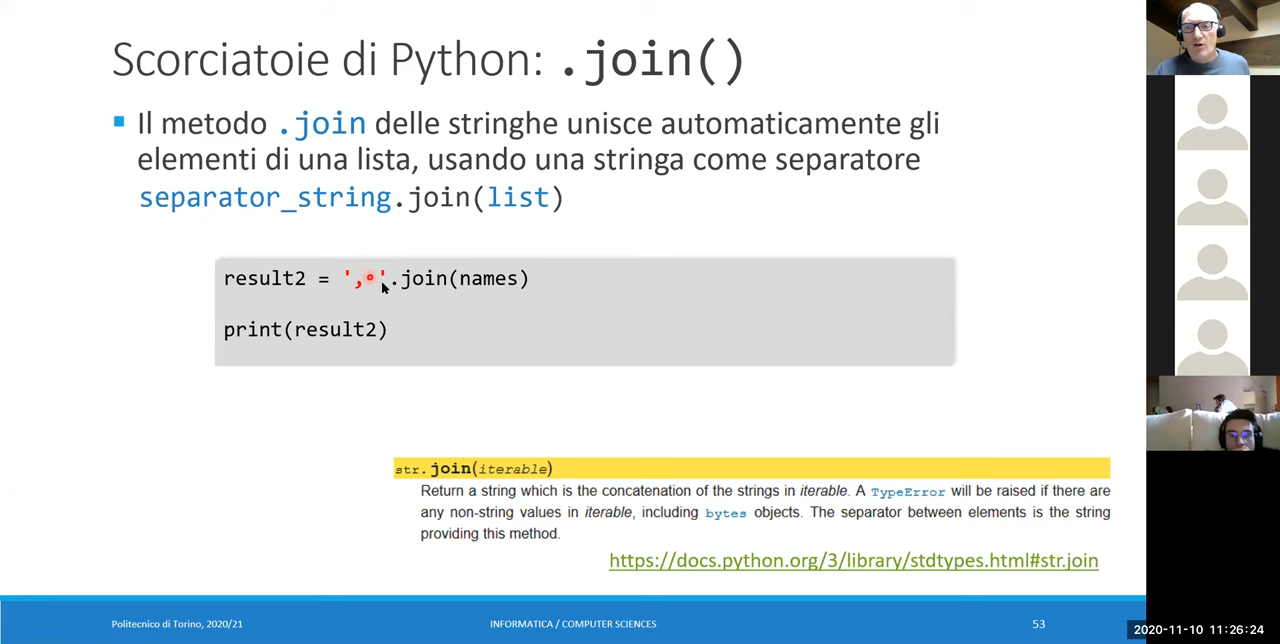 Scorciatoie di Python: .join()
Il metodo .join delle stringhe unisce automaticamente gli
elementi di una lista, usando una stringa come separatore
separator_string.join(list)
result2 = ', '.join(names)
print(result2)
str.join(iterable)
Return a string which is the concatenation of the strings in iterable. A TypeError will be raised if there are
any non-string values in iterable, including bytes objects. The separator between elements is the string
providing this method.
https://docs.python.org/3/library/stdtypes.html#str.join
Politecnico di Torino, 2020/21
INFORMATICA / COMPUTER SCIENCES
53
2020-11-10 11:26:24